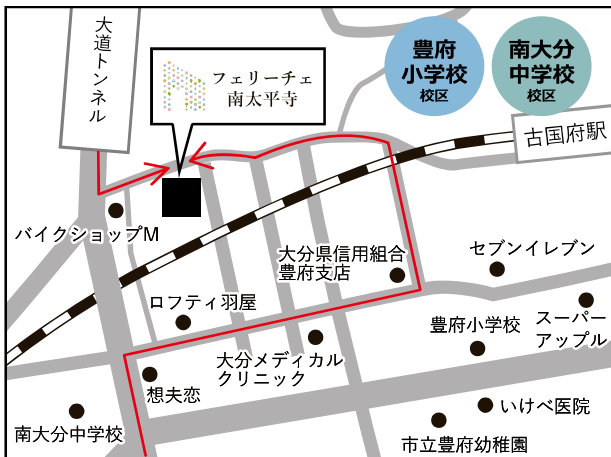 大道トンネル
フェリーチェ
南太平寺
豊府
小学校
校区
南大分
中学校
校区
古国府駅
バイクショップM
大分県信用組合
豊府支店
セブンイレブン
ロフティ羽屋
豊府小学校
スーパー
アップル
大分メディカル
クリニック
想夫恋
いけべ医院
南大分中学校
市立豊府幼稚園